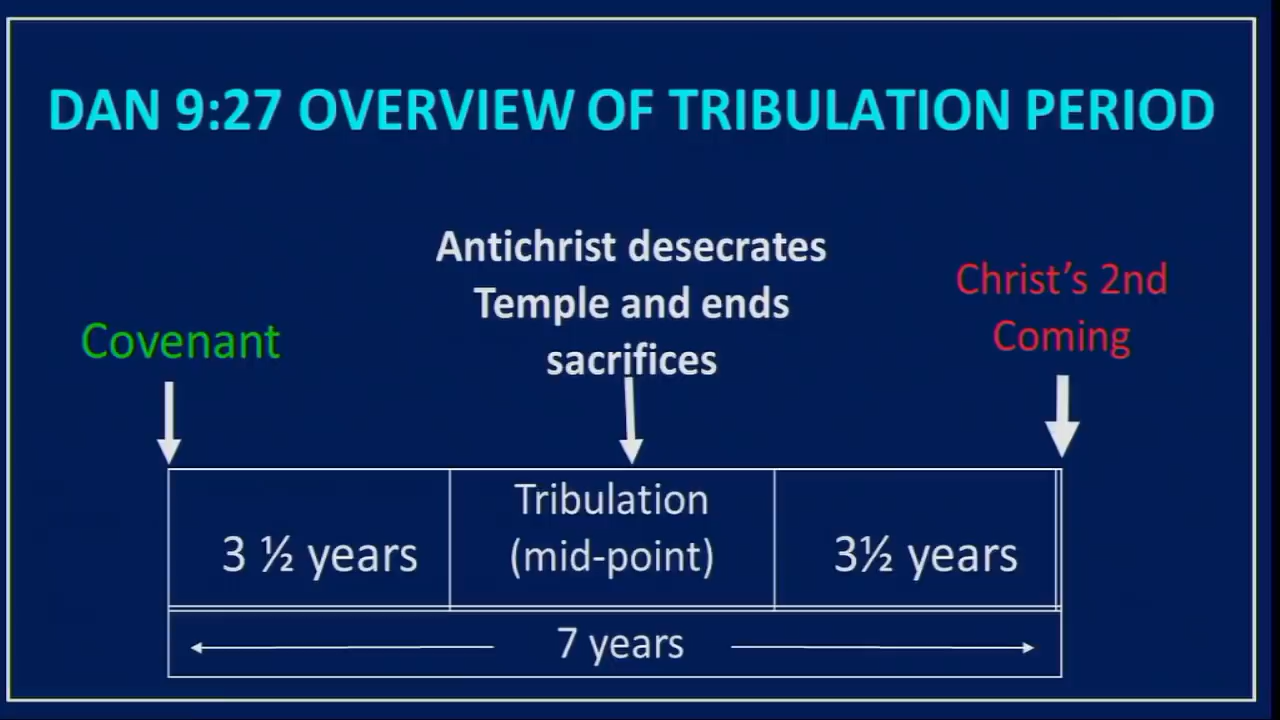 DAN 9:27 OVERVIEW OF TRIBULATION PERIOD
Antichrist desecrates
Temple and ends
sacrifices
Christ's 2nd
Coming
Covenant
Tribulation
(mid-point)
3 ½ years
3½ years
7 years